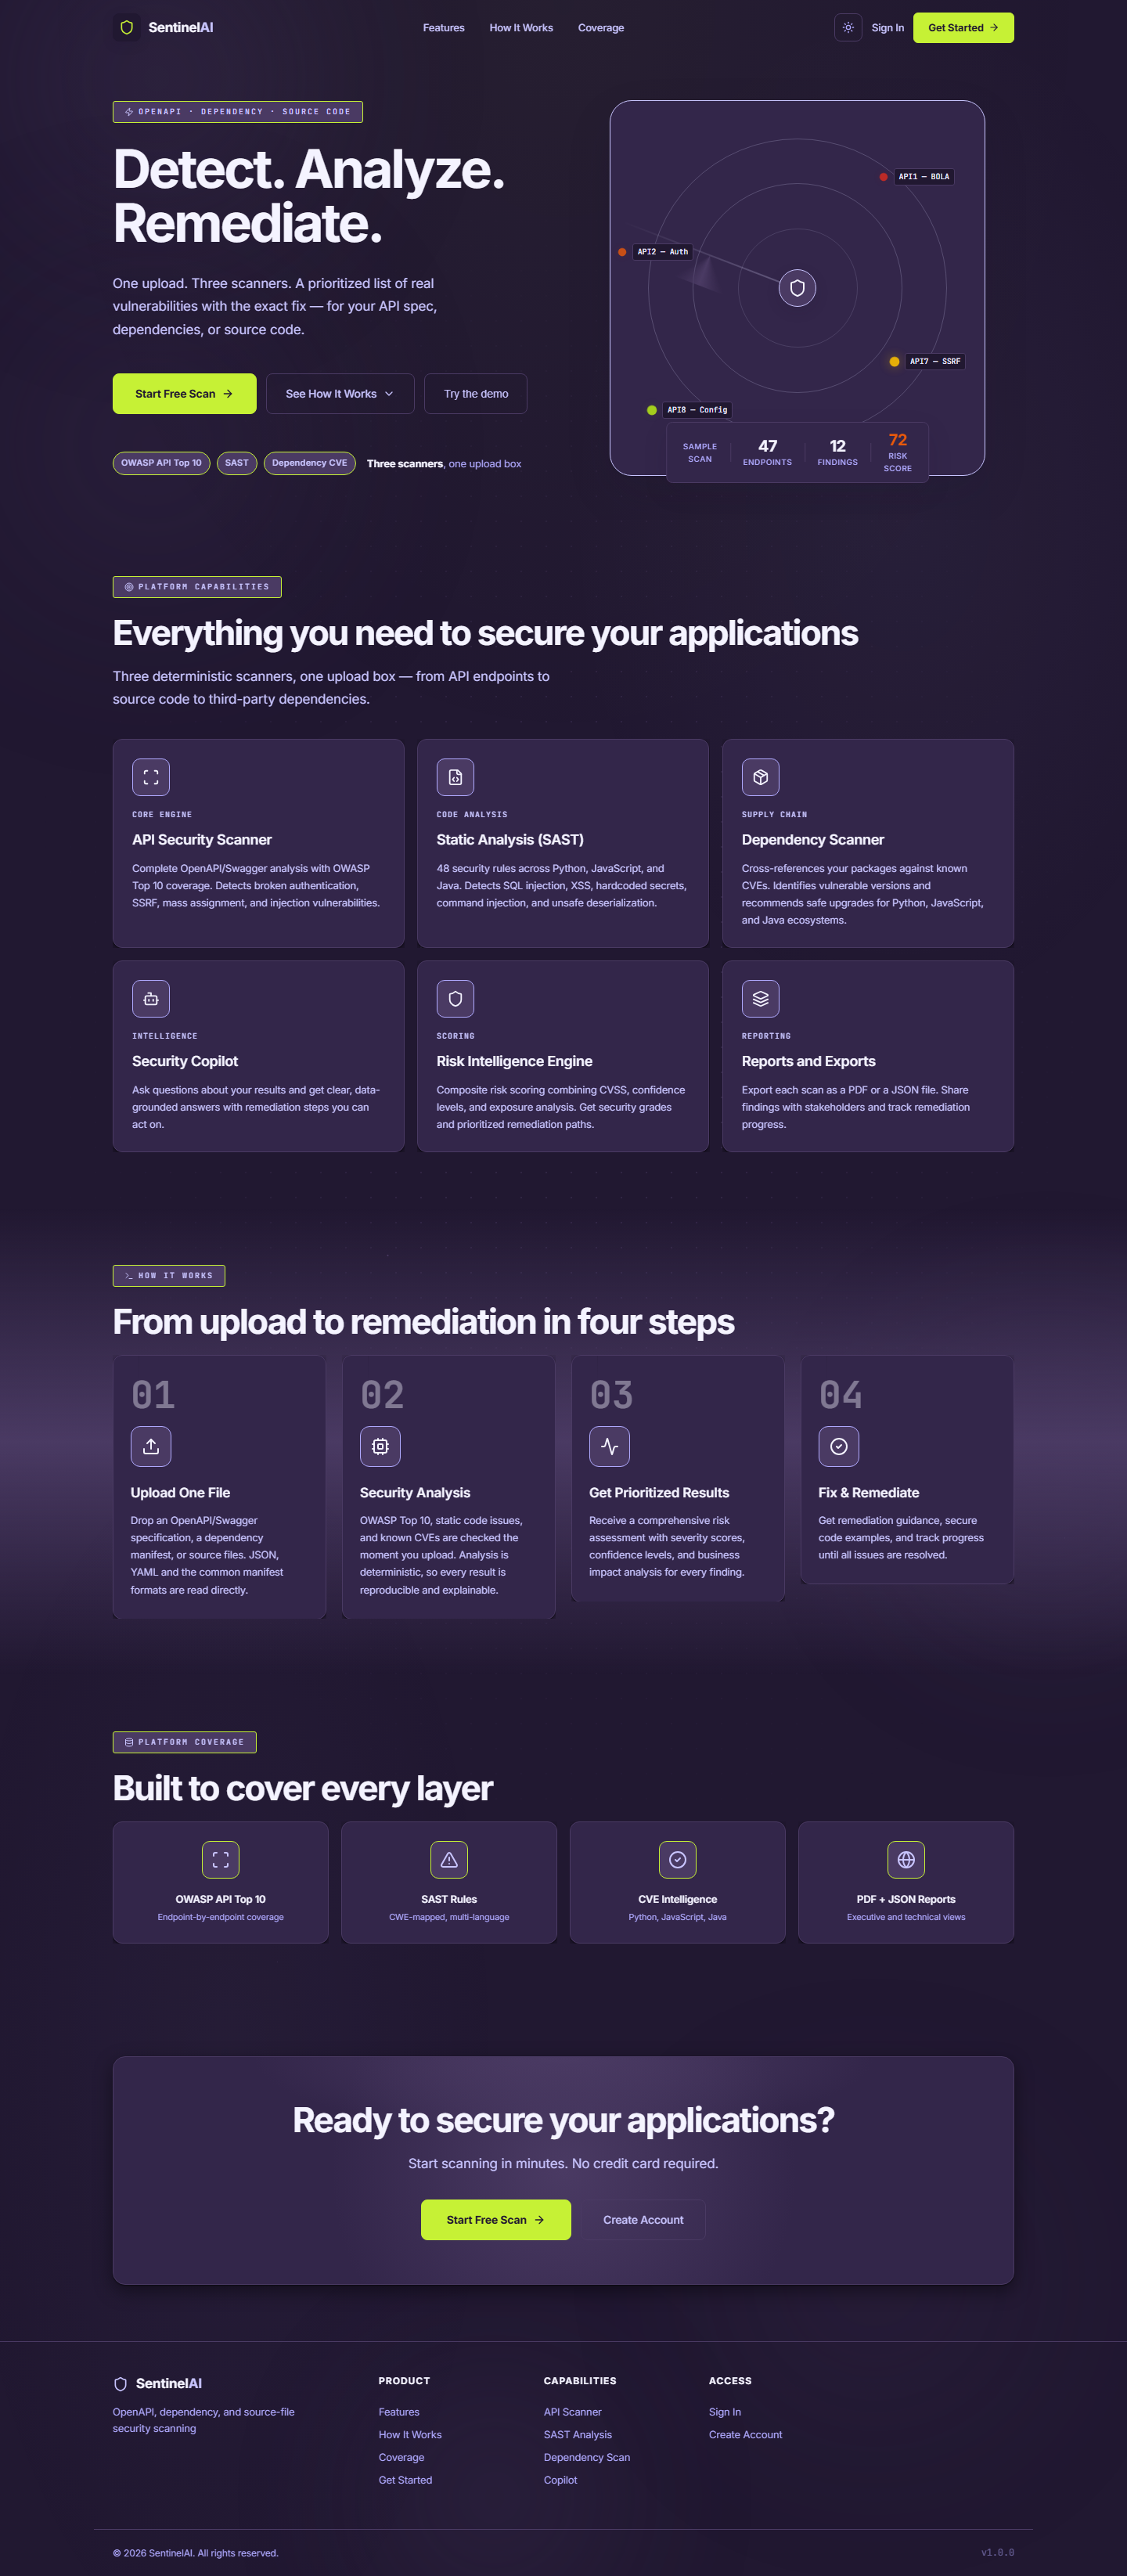 SentinelAI
Features
How It Works
Coverage
Sign In
Get Started
OPENAPI · DEPENDENCY · SOURCE CODE
Detect. Analyze.
Remediate.
One upload. Three scanners. A prioritized list of real
vulnerabilities with the exact fix — for your API spec,
dependencies, or source code.
Start Free Scan
See How It Works
Try the demo
OWASP API Top 10
SAST
Dependency CVE
Three scanners, one upload box
API1 — BOLA
API2 — Auth
API7 — SSRF
API8 — Config
SAMPLE
SCAN
47
ENDPOINTS
12
FINDINGS
72
RISK
SCORE
PLATFORM CAPABILITIES
Everything you need to secure your applications
Three deterministic scanners, one upload box — from API endpoints to
source code to third-party dependencies.
CORE ENGINE
API Security Scanner
Complete OpenAPI/Swagger analysis with OWASP
Top 10 coverage. Detects broken authentication,
SSRF, mass assignment, and injection vulnerabilities.
CODE ANALYSIS
Static Analysis (SAST)
48 security rules across Python, JavaScript, and
Java. Detects SQL injection, XSS, hardcoded secrets,
command injection, and unsafe deserialization.
SUPPLY CHAIN
Dependency Scanner
Cross-references your packages against known
CVEs. Identifies vulnerable versions and
recommends safe upgrades for Python, JavaScript,
and Java ecosystems.
INTELLIGENCE
Security Copilot
Ask questions about your results and get clear, data-
grounded answers with remediation steps you can
act on.
SCORING
Risk Intelligence Engine
Composite risk scoring combining CVSS, confidence
levels, and exposure analysis. Get security grades
and prioritized remediation paths.
REPORTING
Reports and Exports
Export each scan as a PDF or a JSON file. Share
findings with stakeholders and track remediation
progress.
HOW IT WORKS
From upload to remediation in four steps
01
Upload One File
Drop an OpenAPI/Swagger
specification, a dependency
manifest, or source files. JSON,
YAML and the common manifest
formats are read directly.
02
Security Analysis
OWASP Top 10, static code issues,
and known CVEs are checked the
moment you upload. Analysis is
deterministic, so every result is
reproducible and explainable.
03
Get Prioritized Results
Receive a comprehensive risk
assessment with severity scores,
confidence levels, and business
impact analysis for every finding.
04
Fix & Remediate
Get remediation guidance, secure
code examples, and track progress
until all issues are resolved.
PLATFORM COVERAGE
Built to cover every layer
OWASP API Top 10
Endpoint-by-endpoint coverage
SAST Rules
CWE-mapped, multi-language
CVE Intelligence
Python, JavaScript, Java
PDF + JSON Reports
Executive and technical views
Ready to secure your applications?
Start scanning in minutes. No credit card required.
Start Free Scan
Create Account
SentinelAI
OpenAPI, dependency, and source-file
security scanning
PRODUCT
Features
How It Works
Coverage
Get Started
CAPABILITIES
API Scanner
SAST Analysis
Dependency Scan
Copilot
ACCESS
Sign In
Create Account
© 2026 SentinelAI. All rights reserved.
v1.0.0